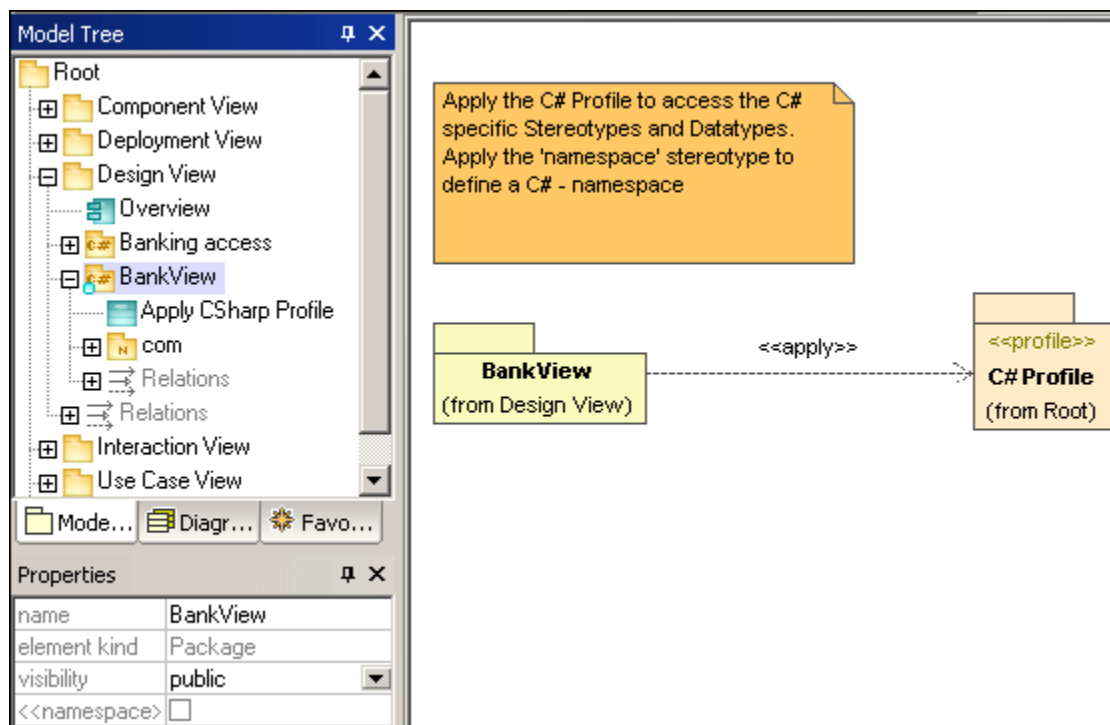 Model Tree
Root
Component View
Deployment View
Design View
Overview
C# Banking access
C# BankView
Apply CSharp Profile
N com
Relations
Relations
Interaction View
Use Case View
Mode... Diagr... Favo...
Properties
name BankView
element kind Package
visibility public
<<namespace>
Apply the C# Profile to access the C#
specific Stereotypes and Datatypes.
Apply the 'namespace' stereotype to
define a C# - namespace
BankView
(from Design View)
<<apply>>
<<profile>>
C# Profile
(from Root)